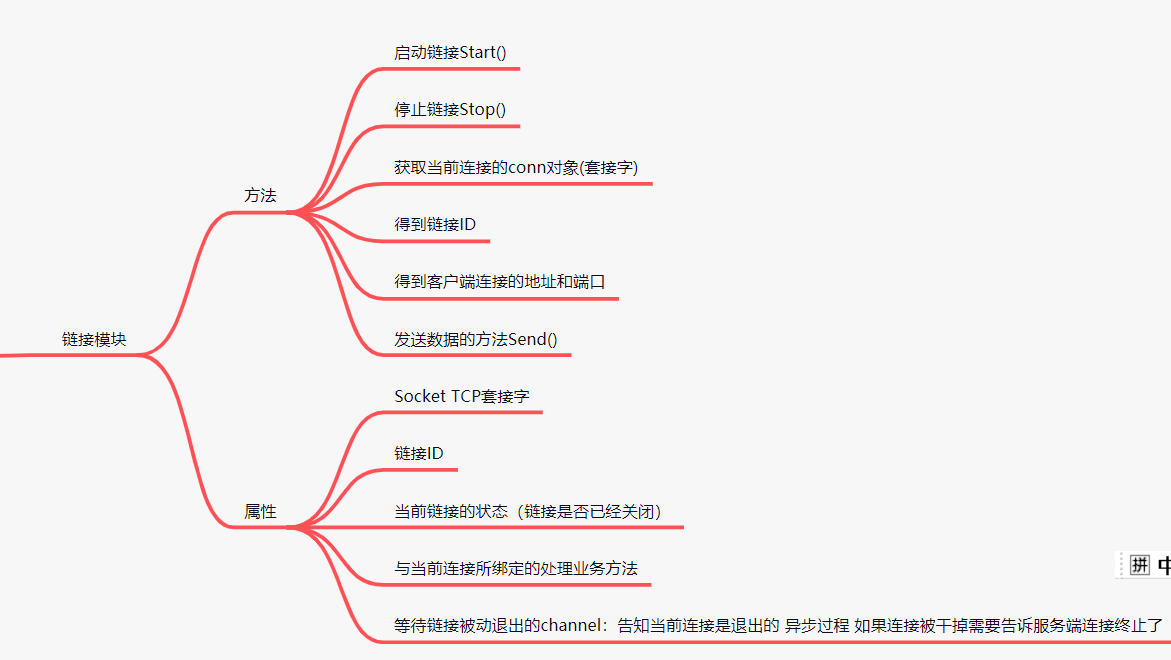 启动链接Start()
停止链接Stop()
获取当前连接的conn对象(套接字)
方法
得到链接ID
得到客户端连接的地址和端口
链接模块
发送数据的方法Send()
Socket TCP套接字
链接ID
属性
当前链接的状态（链接是否已经关闭）
与当前连接所绑定的处理业务方法
拼 中
等待链接被动退出的channel：告知当前连接是退出的 异步过程 如果连接被干掉需要告诉服务端连接终止了